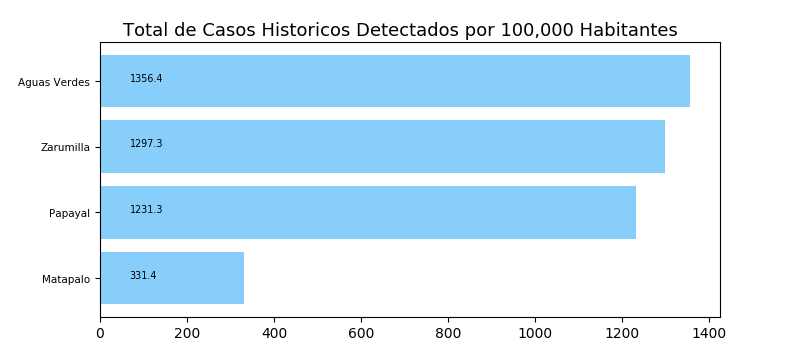 Total de Casos Historicos Detectados por 100,000 Habitantes
Aguas Verdes 1356.4
Zarumilla 1297.3
Papayal 1231.3
Matapalo 331.4
0 200 400 600 800 1000 1200 1400